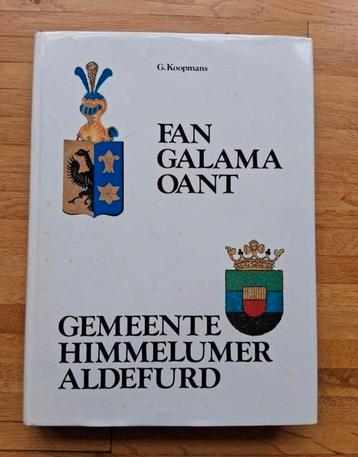 G. Koopmans
FAN
GALAMA
OANT
GEMEENTE
HIMMELUMER
ALDEFURD